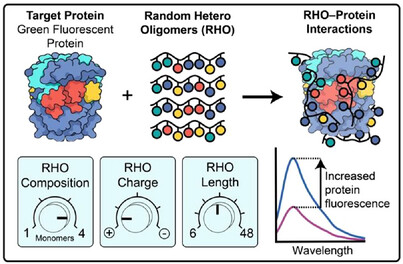 Target Protein
Green Fluorescent
Protein
+
Random Hetero
Oligomers (RHO)
RHO–Protein
Interactions
RHO
Composition
1 Monomers 4
RHO
Charge
+ -
RHO
Length
6 48
Increased
protein
fluorescence
Wavelength